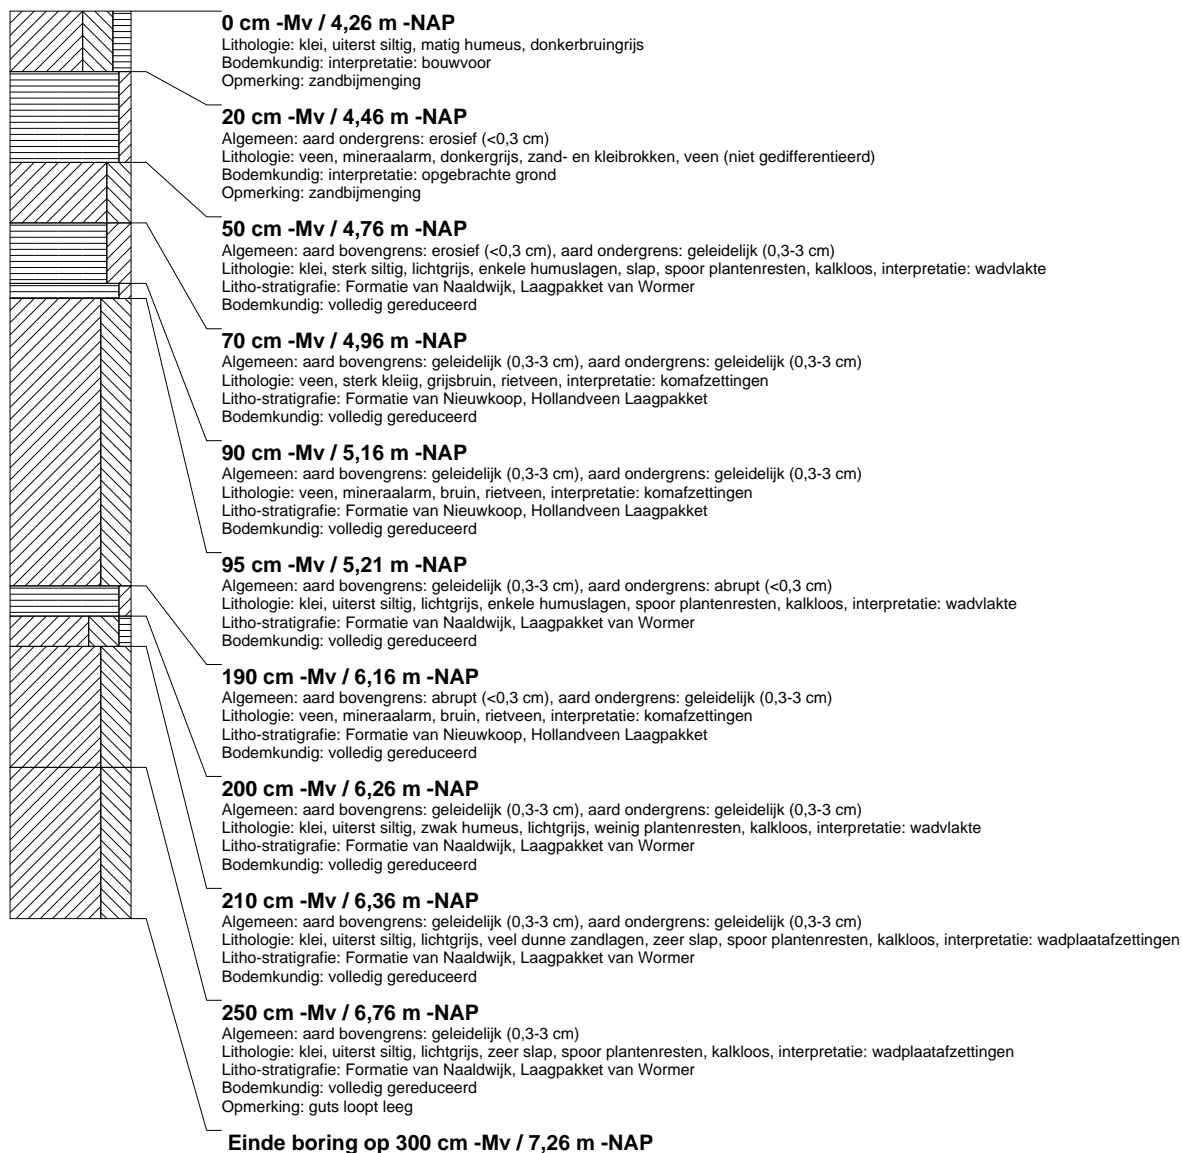 0 cm -Mv / 4,26 m -NAP
Lithologie: klei, uiterst siltig, matig humeus, donkerbruingrijs
Bodemkundig: interpretatie: bouwvoor
Opmerking: zandbijmenging
20 cm -Mv / 4,46 m -NAP
Algemeen: aard ondergrens: erosief (<0,3 cm)
Lithologie: veen, mineraalarm, donkergrijs, zand- en kleibrokken, veen (niet gedifferentieerd)
Bodemkundig: interpretatie: opgebrachte grond
Opmerking: zandbijmenging
50 cm -Mv / 4,76 m -NAP
Algemeen: aard bovengrens: erosief (<0,3 cm), aard ondergrens: geleidelijk (0,3-3 cm)
Lithologie: klei, sterk siltig, lichtgrijs, enkele humuslagen, slap, spoor plantenresten, kalkloos, interpretatie: wadvlakte
Litho-stratigrafie: Formatie van Naaldwijk, Laagpakket van Wormer
Bodemkundig: volledig gereduceerd
70 cm -Mv / 4,96 m -NAP
Algemeen: aard bovengrens: geleidelijk (0,3-3 cm), aard ondergrens: geleidelijk (0,3-3 cm)
Lithologie: veen, sterk kleiig, grijsbruin, rietveen, interpretatie: komafzettingen
Litho-stratigrafie: Formatie van Nieuwkoop, Hollandveen Laagpakket
Bodemkundig: volledig gereduceerd
90 cm -Mv / 5,16 m -NAP
Algemeen: aard bovengrens: geleidelijk (0,3-3 cm), aard ondergrens: geleidelijk (0,3-3 cm)
Lithologie: veen, mineraalarm, bruin, rietveen, interpretatie: komafzettingen
Litho-stratigrafie: Formatie van Nieuwkoop, Hollandveen Laagpakket
Bodemkundig: volledig gereduceerd
95 cm -Mv / 5,21 m -NAP
Algemeen: aard bovengrens: geleidelijk (0,3-3 cm), aard ondergrens: abrupt (<0,3 cm)
Lithologie: klei, uiterst siltig, lichtgrijs, enkele humuslagen, spoor plantenresten, kalkloos, interpretatie: wadvlakte
Litho-stratigrafie: Formatie van Naaldwijk, Laagpakket van Wormer
Bodemkundig: volledig gereduceerd
190 cm -Mv / 6,16 m -NAP
Algemeen: aard bovengrens: abrupt (<0,3 cm), aard ondergrens: geleidelijk (0,3-3 cm)
Lithologie: veen, mineraalarm, bruin, rietveen, interpretatie: komafzettingen
Litho-stratigrafie: Formatie van Nieuwkoop, Hollandveen Laagpakket
Bodemkundig: volledig gereduceerd
200 cm -Mv / 6,26 m -NAP
Algemeen: aard bovengrens: geleidelijk (0,3-3 cm), aard ondergrens: geleidelijk (0,3-3 cm)
Lithologie: klei, uiterst siltig, zwak humeus, lichtgrijs, weinig plantenresten, kalkloos, interpretatie: wadvlakte
Litho-stratigrafie: Formatie van Naaldwijk, Laagpakket van Wormer
Bodemkundig: volledig gereduceerd
210 cm -Mv / 6,36 m -NAP
Algemeen: aard bovengrens: geleidelijk (0,3-3 cm), aard ondergrens: geleidelijk (0,3-3 cm)
Lithologie: klei, uiterst siltig, lichtgrijs, veel dunne zandlagen, zeer slap, spoor plantenresten, kalkloos, interpretatie: wadplaatafzettingen
Litho-stratigrafie: Formatie van Naaldwijk, Laagpakket van Wormer
Bodemkundig: volledig gereduceerd
250 cm -Mv / 6,76 m -NAP
Algemeen: aard bovengrens: geleidelijk (0,3-3 cm)
Lithologie: klei, uiterst siltig, lichtgrijs, zeer slap, spoor plantenresten, kalkloos, interpretatie: wadplaatafzettingen
Litho-stratigrafie: Formatie van Naaldwijk, Laagpakket van Wormer
Bodemkundig: volledig gereduceerd
Opmerking: guts loopt leeg
Einde boring op 300 cm -Mv / 7,26 m -NAP